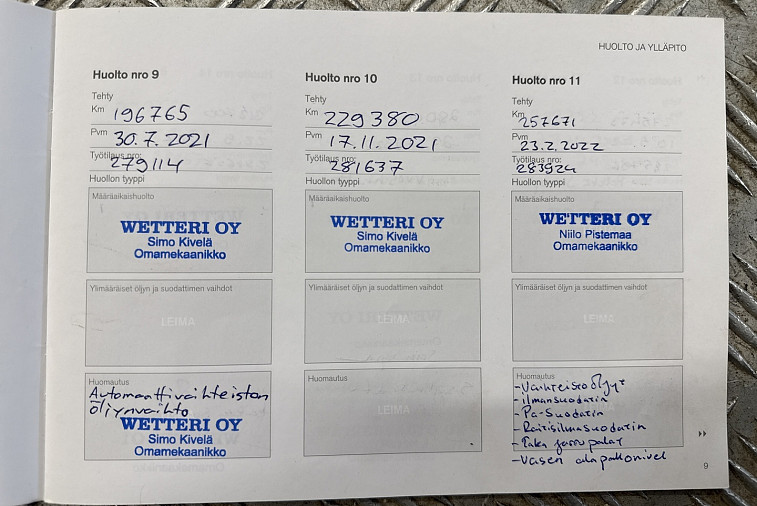 HUOLTO JA YLLÄPITO
Huolto nro 9
Tehty
Km 196765
Pvm 30.7.2021
Työtilaus nro: 279114
Huollon tyyppi
Määräaikaishuolto
WETTERI OY
Simo Kivelä
Omamekaanikko
Ylimääräiset öljyn ja suodattimen vaihdot
LEIMA
Huomautus
Automaattivaihteiston
öljynvaihto
WETTERI OY
Simo Kivelä
Omamekaanikko
Huolto nro 10
Tehty
Km 229380
Pvm 17.11.2021
Työtilaus nro: 281637
Huollon tyyppi
Määräaikaishuolto
WETTERI OY
Simo Kivelä
Omamekaanikko
Ylimääräiset öljyn ja suodattimen vaihdot
LEIMA
Huomautus
LEIMA
Huolto nro 11
Tehty
Km 257671
Pvm 23.2.2022
Työtilaus nro: 283924
Huollon tyyppi
Määräaikaishuolto
WETTERI OY
Niilo Pistemaa
Omamekaanikko
Ylimääräiset öljyn ja suodattimen vaihdot
LEIMA
Huomautus
-Vaihteistoöljyt
-ilmansuodatin
-Pa-Suodatin
-Raitisilmasuodatin
-Taka jarrupalat
-Vasen alapallonivel
9